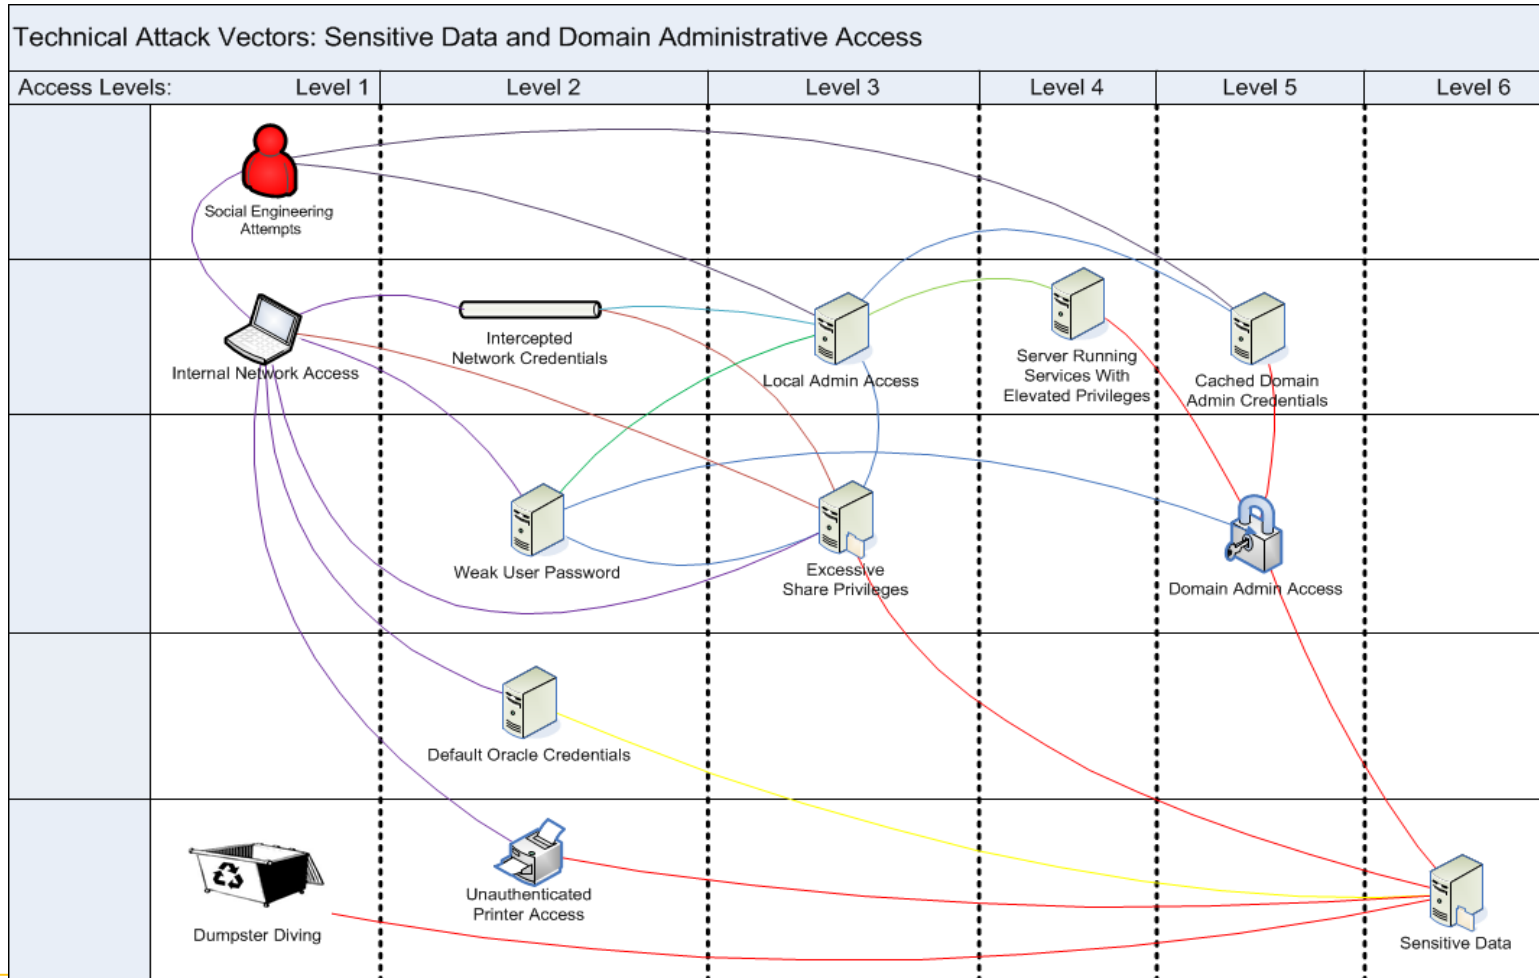 Technical Attack Vectors: Sensitive Data and Domain Administrative Access
Access Levels: Level 1 Level 2 Level 3 Level 4 Level 5 Level 6
Social Engineering
Attempts
Internal Network Access
Intercepted
Network Credentials
Local Admin Access
Server Running
Services With
Elevated Privileges
Cached Domain
Admin Credentials
Weak User Password
Excessive
Share Privileges
Domain Admin Access
Default Oracle Credentials
Dumpster Diving
Unauthenticated
Printer Access
Sensitive Data